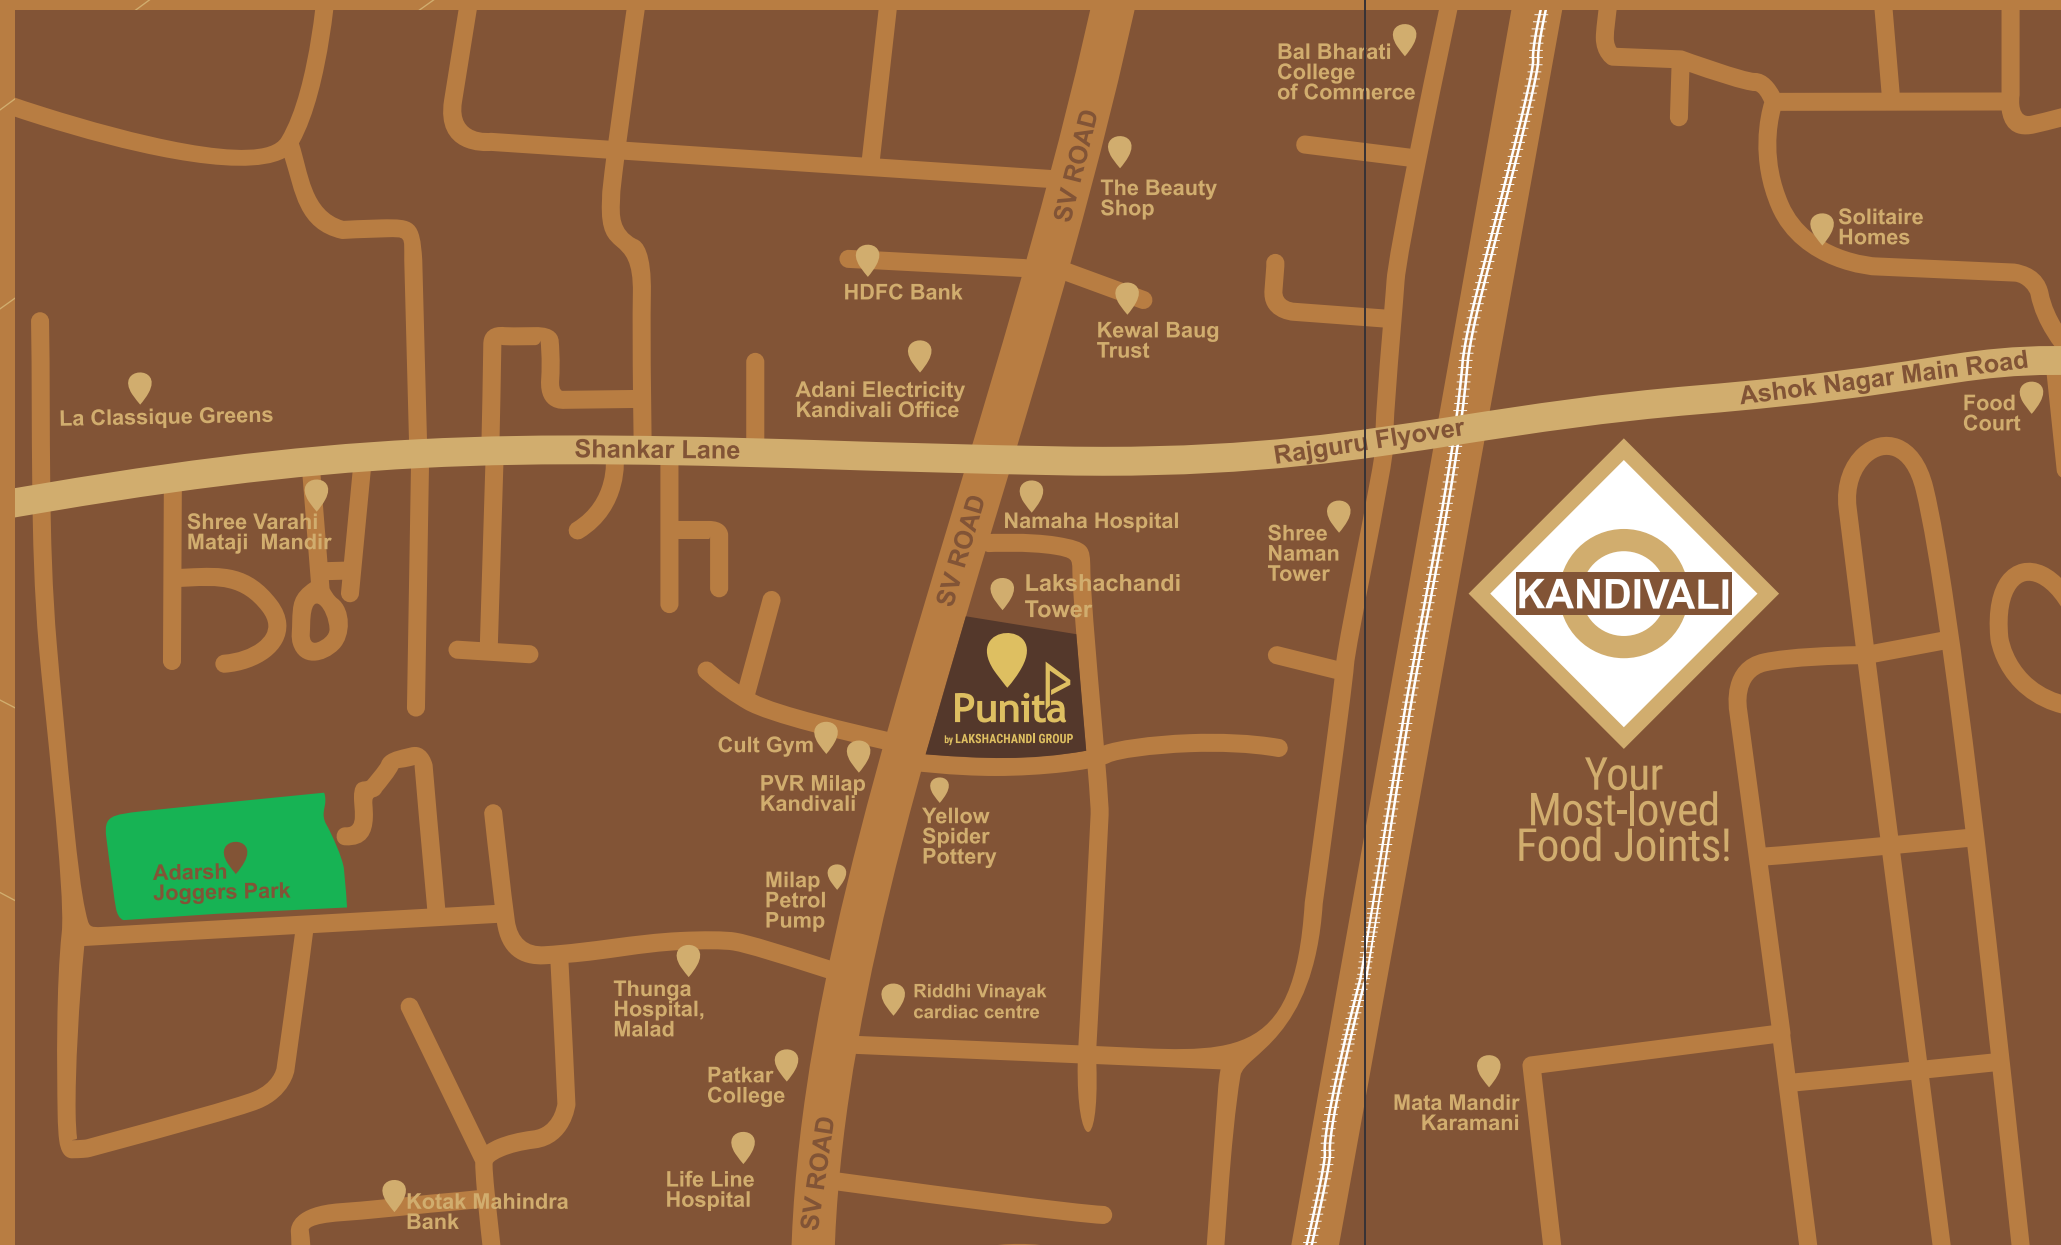 Bal Bharati
College
of Commerce
SV ROAD
The Beauty
Shop
Solitaire
Homes
HDFC Bank
Kewal Baug
Trust
Adani Electricity
Kandivali Office
La Classique Greens
Ashok Nagar Main Road
Food
Court
Shankar Lane
Rajguru Flyover
Shree Varahi
Mataji  Mandir
SV ROAD
Namaha Hospital
Shree
Naman
Tower
Lakshachandi
Tower
KANDIVALI
Punita
by LAKSHACHANDI GROUP
Cult Gym
PVR Milap
Kandivali
Your
Most-loved
Food Joints!
Yellow
Spider
Pottery
Adarsh
Joggers Park
Milap
Petrol
Pump
Thunga
Hospital,
Malad
Riddhi Vinayak
cardiac centre
Patkar
College
Mata Mandir
Karamani
SV ROAD
Life Line
Hospital
Kotak Mahindra
Bank